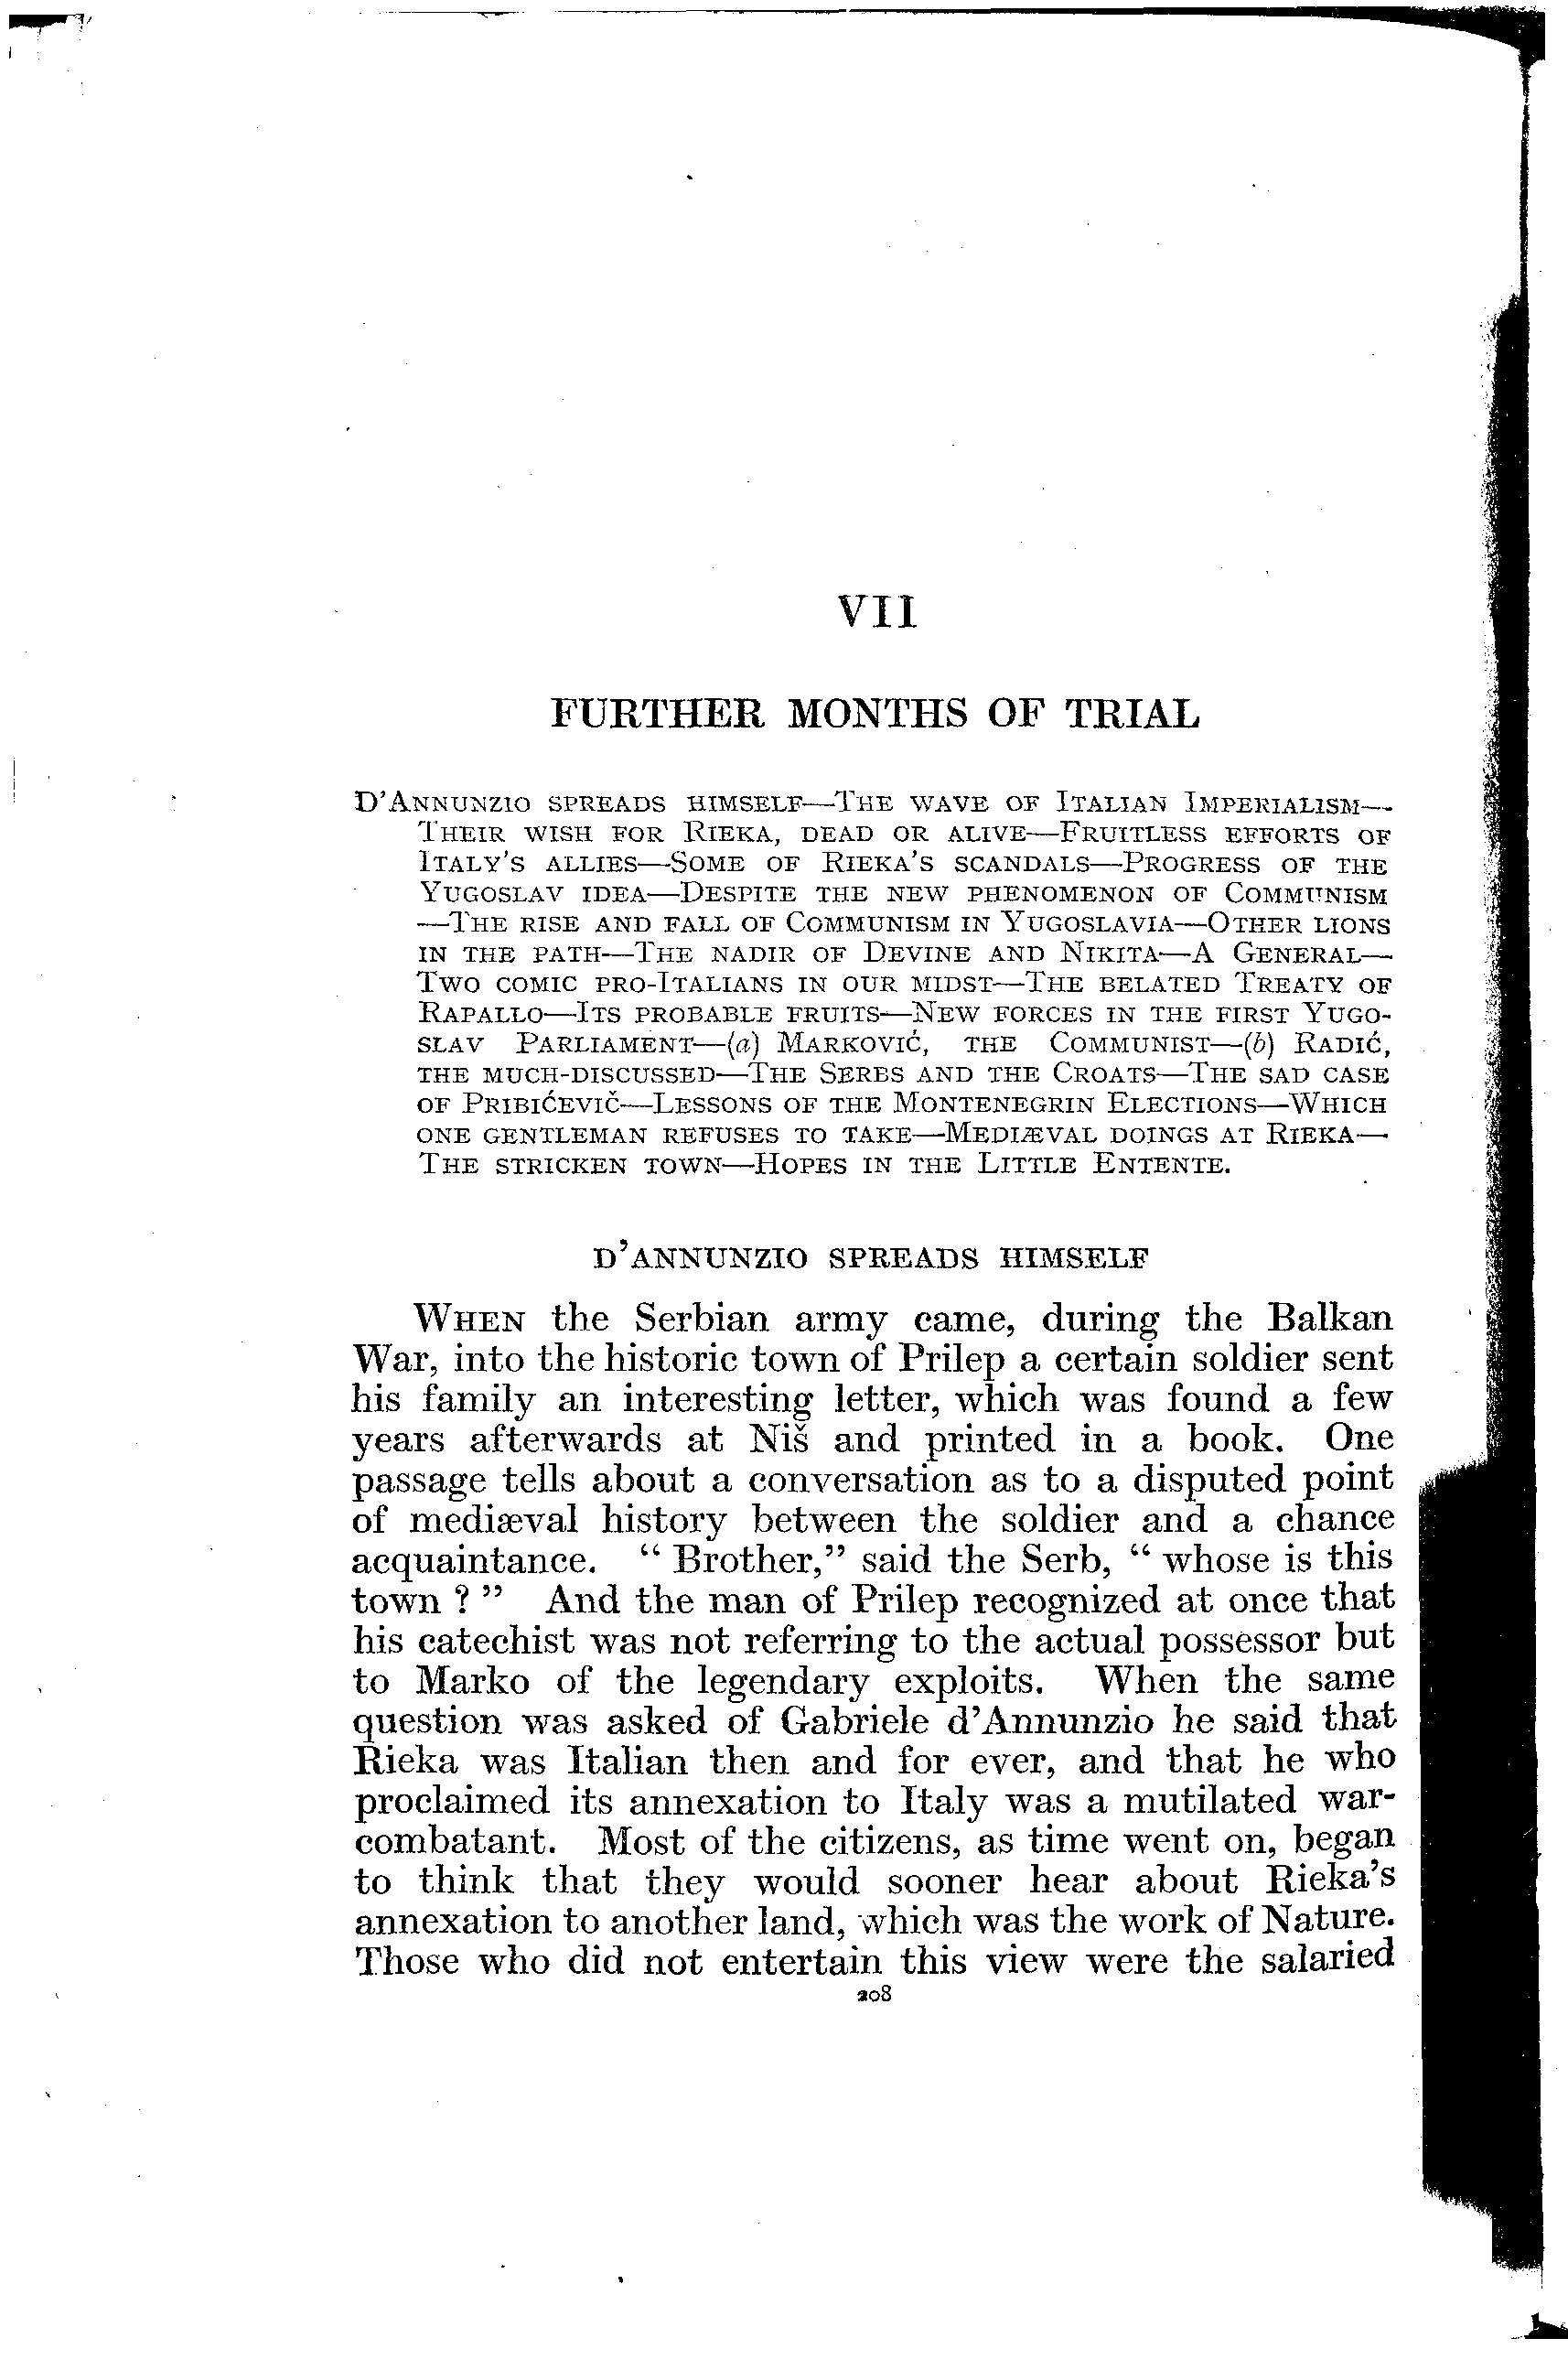 VII
FURTHER MONTHS OF TRIAL
D'Annunzio spreads himself—The wave of Italian Imperialism—
Their wish for Rieka, dead or alive—Fruitless efforts of
Italy's allies—Some of Rieka's scandals—Progress of the
Yugoslav idea—Despite the new phenomenon of Communism
—The rise and fall of Communism in Yugoslavia—Other lions
in the path—The nadir of Devine and Nikita—A General—
Two comic pro-Italians in our midst—The belated Treaty of
Rapallo—Its probable fruits—New forces in the first Yugo-
slav Parliament—(a) Marković, the Communist—(b) Radić,
the much-discussed—The Serbs and the Croats—The sad case
of Pribićevič—Lessons of the Montenegrin Elections—Which
one gentleman refuses to take—Mediæval doings at Rieka—
The stricken town—Hopes in the Little Entente.
D'ANNUNZIO SPREADS HIMSELF
When the Serbian army came, during the Balkan
War, into the historic town of Prilep a certain soldier sent
his family an interesting letter, which was found a few
years afterwards at Niš and printed in a book. One
passage tells about a conversation as to a disputed point
of mediæval history between the soldier and a chance
acquaintance. “ Brother,” said the Serb, “ whose is this
town ? ” And the man of Prilep recognized at once that
his catechist was not referring to the actual possessor but
to Marko of the legendary exploits. When the same
question was asked of Gabriele d'Annunzio he said that
Rieka was Italian then and for ever, and that he who
proclaimed its annexation to Italy was a mutilated war-
combatant. Most of the citizens, as time went on, began
to think that they would sooner hear about Rieka's
annexation to another land, which was the work of Nature.
Those who did not entertain this view were the salaried
208